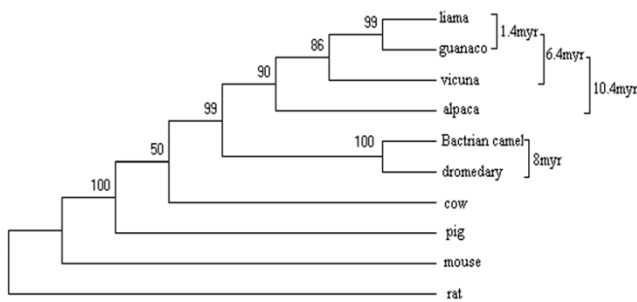 99
liama
1.4myr
guanaco
86
6.4myr
vicuna
90
10.4myr
alpaca
99
100
Bactrian camel
8myr
dromedary
50
cow
100
pig
mouse
rat